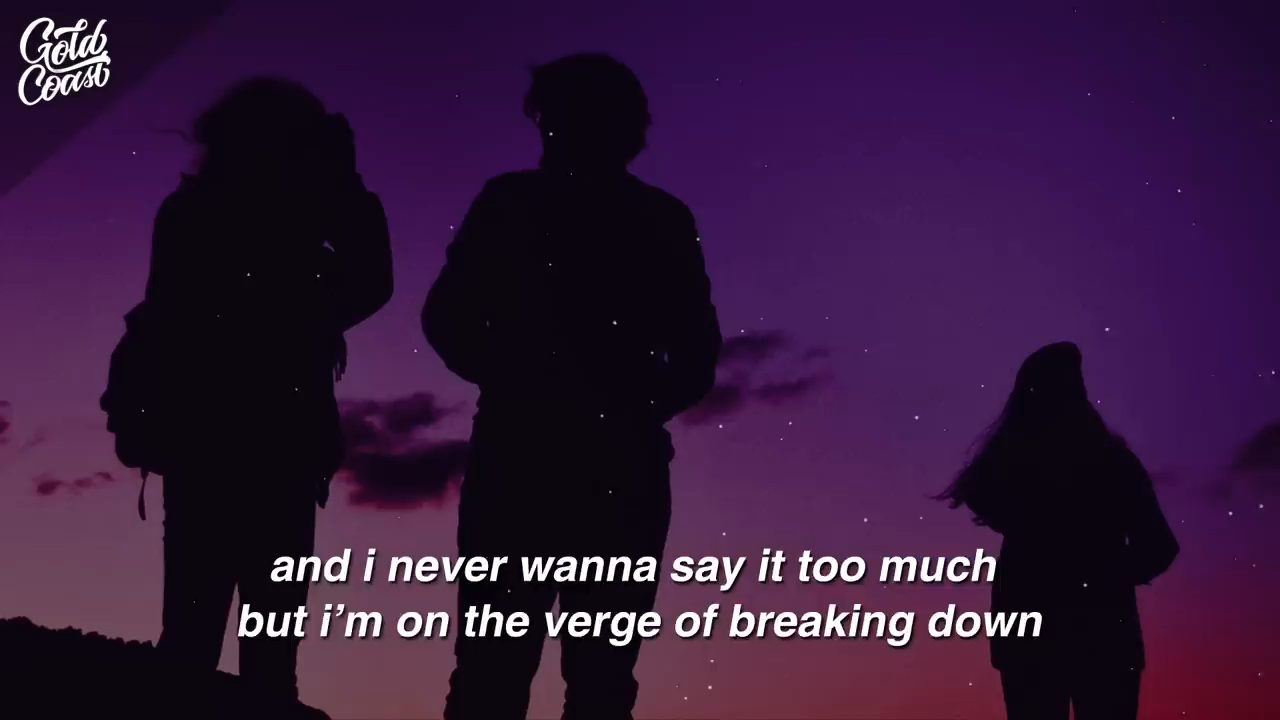 Gold
Coast
and i never wanna say it too much
but i’m on the verge of breaking down